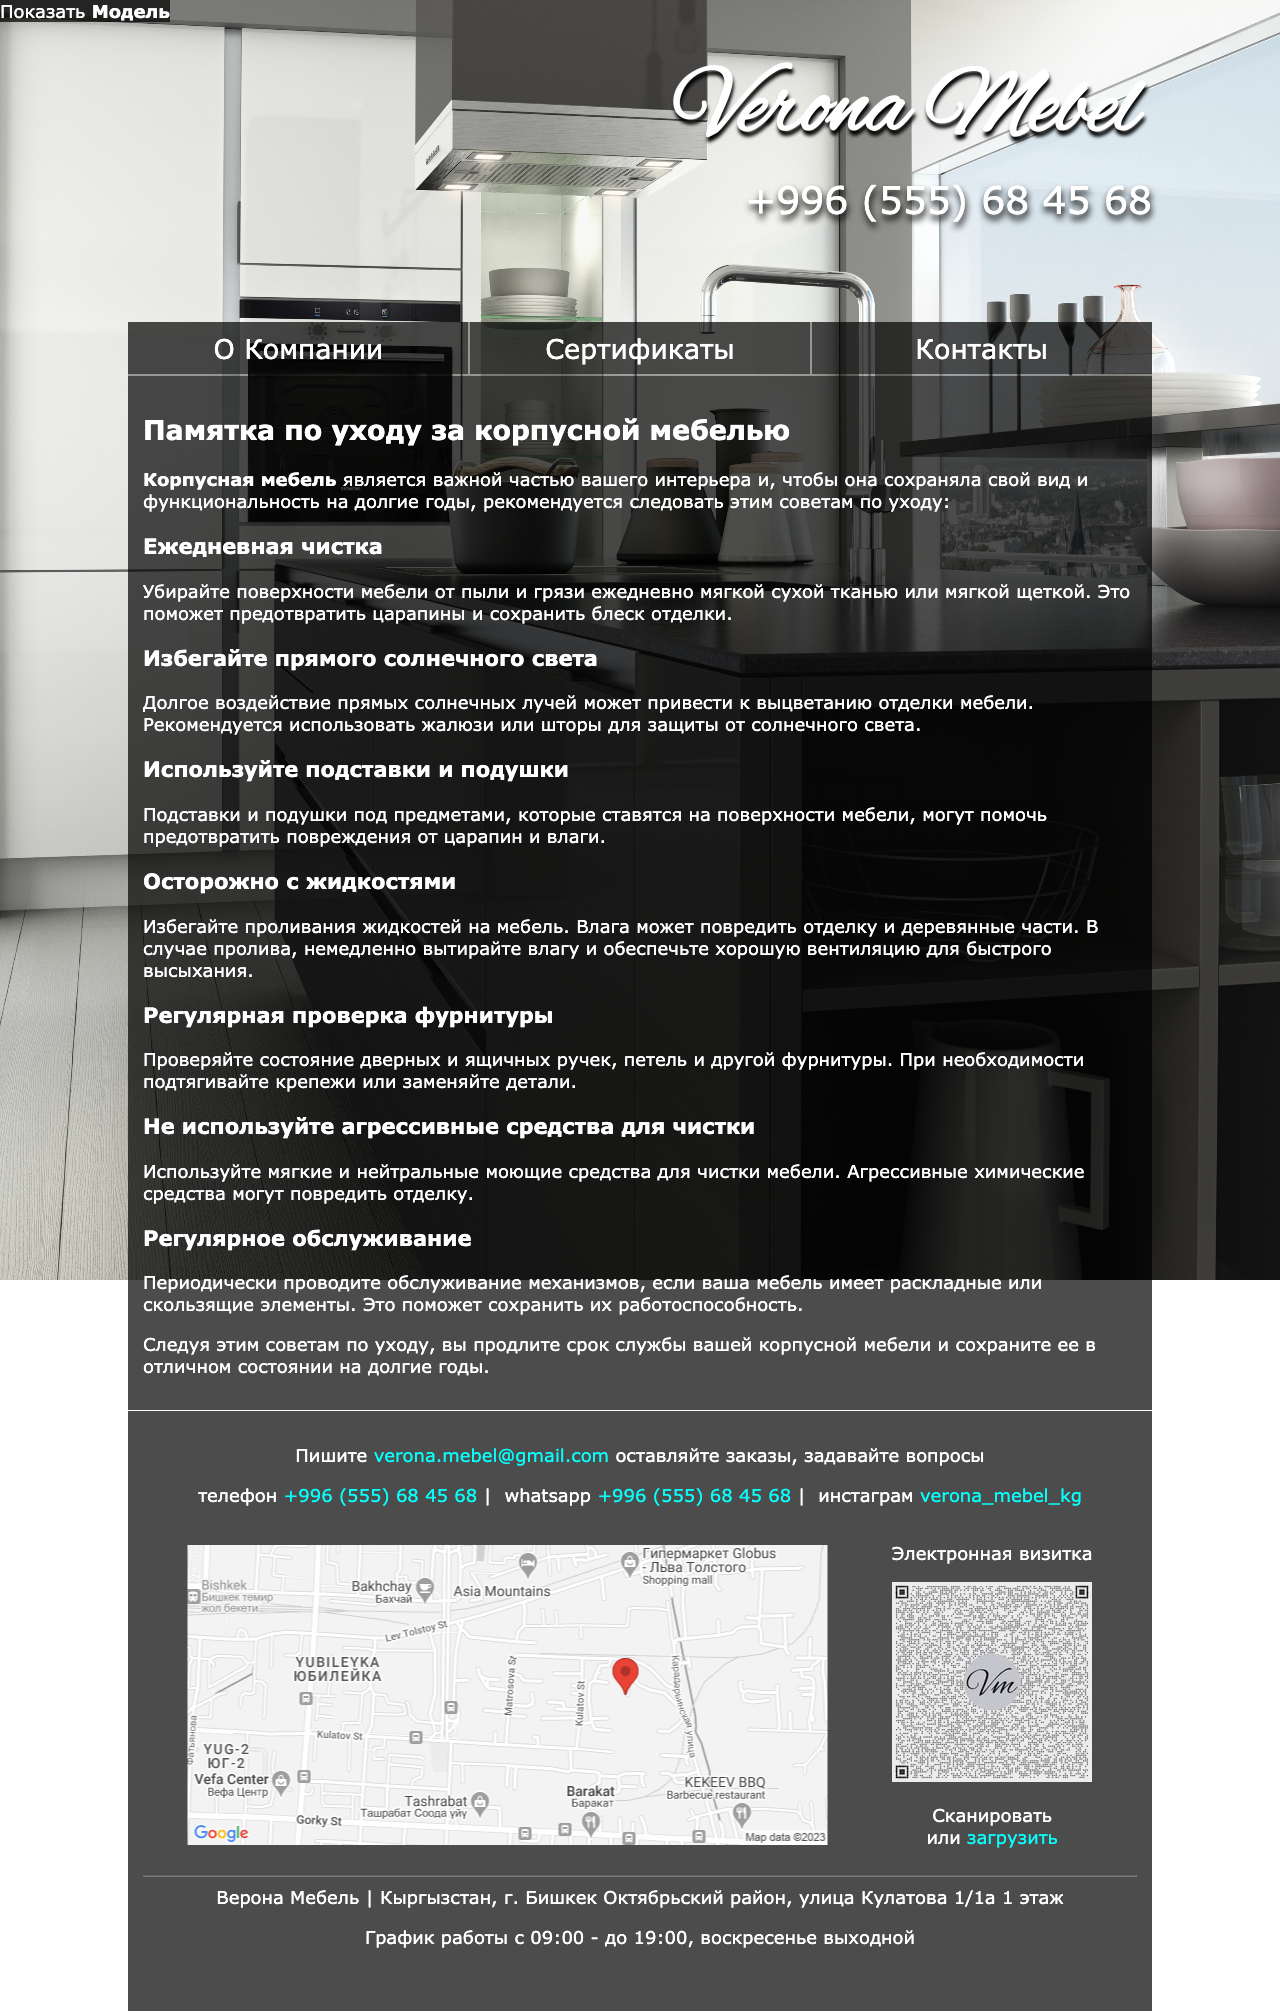 Показать Модель
Verona Mebel
+996 (555) 68 45 68
О Компании
Сертификаты
Контакты
Памятка по уходу за корпусной мебелью
Корпусная мебель является важной частью вашего интерьера и, чтобы она сохраняла свой вид и
функциональность на долгие годы, рекомендуется следовать этим советам по уходу:
Ежедневная чистка
Убирайте поверхности мебели от пыли и грязи ежедневно мягкой сухой тканью или мягкой щеткой. Это
поможет предотвратить царапины и сохранить блеск отделки.
Избегайте прямого солнечного света
Долгое воздействие прямых солнечных лучей может привести к выцветанию отделки мебели.
Рекомендуется использовать жалюзи или шторы для защиты от солнечного света.
Используйте подставки и подушки
Подставки и подушки под предметами, которые ставятся на поверхности мебели, могут помочь
предотвратить повреждения от царапин и влаги.
Осторожно с жидкостями
Избегайте проливания жидкостей на мебель. Влага может повредить отделку и деревянные части. В
случае пролива, немедленно вытирайте влагу и обеспечьте хорошую вентиляцию для быстрого
высыхания.
Регулярная проверка фурнитуры
Проверяйте состояние дверных и ящичных ручек, петель и другой фурнитуры. При необходимости
подтягивайте крепежи или заменяйте детали.
Не используйте агрессивные средства для чистки
Используйте мягкие и нейтральные моющие средства для чистки мебели. Агрессивные химические
средства могут повредить отделку.
Регулярное обслуживание
Периодически проводите обслуживание механизмов, если ваша мебель имеет раскладные или
скользящие элементы. Это поможет сохранить их работоспособность.
Следуя этим советам по уходу, вы продлите срок службы вашей корпусной мебели и сохраните ее в
отличном состоянии на долгие годы.
Пишите verona.mebel@gmail.com оставляйте заказы, задавайте вопросы
телефон +996 (555) 68 45 68 | whatsapp +996 (555) 68 45 68 | инстаграм verona_mebel_kg
Гипермаркет Globus
- Льва Толстого
Shopping mall
Bishkek
Бишкек темир
жол бекети
Bakhchay
Бахчай
Asia Mountains
Lev Tolstoy St
YUBILEYKA
ЮБИЛЕЙКА
Matrosova St
Kulatov St
Карадарьинская улица
Фатьянова
Kulatov St
YUG-2
ЮГ-2
Vefa Center
Вефа Центр
Tashrabat
Ташрабат Соода үйү
Barakat
Баракат
KEKEEV BBQ
Barbecue restaurant
Gorky St
Google
Map data ©2023
Электронная визитка
Vm
Сканировать
или загрузить
Верона Мебель | Кыргызстан, г. Бишкек Октябрьский район, улица Кулатова 1/1а 1 этаж
График работы с 09:00 - до 19:00, воскресенье выходной